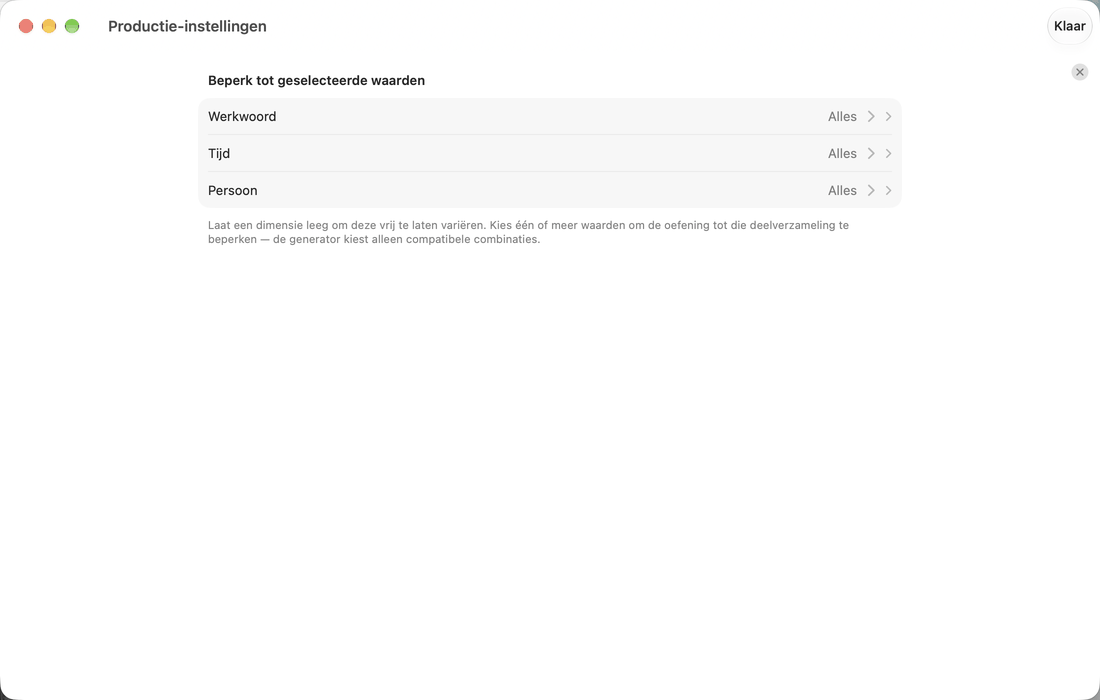 Productie-instellingen
Klaar
Beperk tot geselecteerde waarden
Werkwoord Alles
Tijd Alles
Persoon Alles
Laat een dimensie leeg om deze vrij te laten variëren. Kies één of meer waarden om de oefening tot die deelverzameling te
beperken — de generator kiest alleen compatibele combinaties.